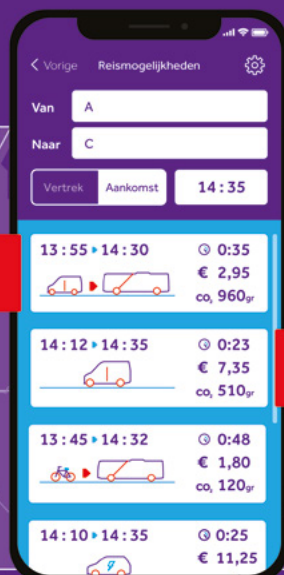 Vorige Reismogelijkheden
Van A
Naar C
Vertrek Aankomst 14:35
13:55 14:30 0:35
€ 2,95
co₂ 960gr
14:12 14:35 0:23
€ 7,35
co₂ 510gr
13:45 14:32 0:48
€ 1,80
co₂ 120gr
14:10 14:35 0:25
€ 11,25